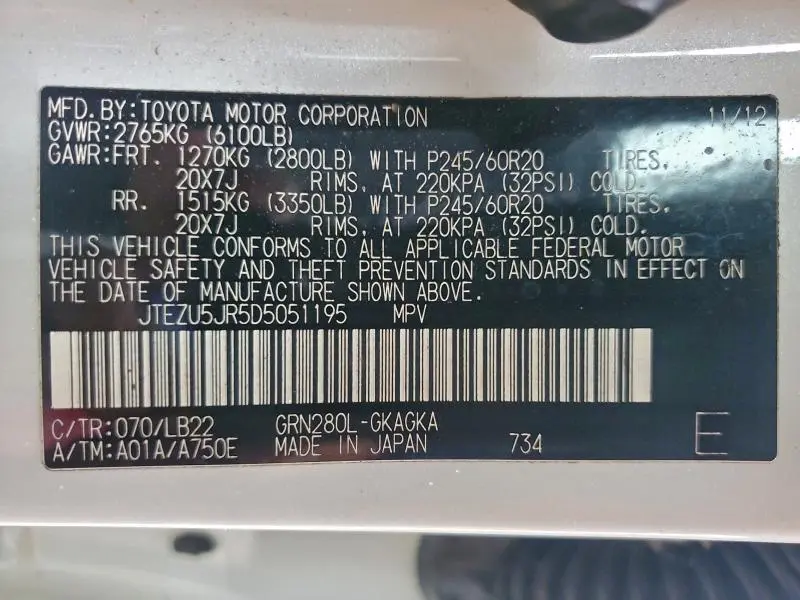 MFD. BY: TOYOTA MOTOR CORPORATION 11/12
GVWR: 2765KG (6100LB)
GAWR: FRT. 1270KG (2800LB) WITH P245/60R20 TIRES,
20X7J RIMS, AT 220KPA (32PSI) COLD.
RR. 1515KG (3350LB) WITH P245/60R20 TIRES,
20X7J RIMS, AT 220KPA (32PSI) COLD.
THIS VEHICLE CONFORMS TO ALL APPLICABLE FEDERAL MOTOR
VEHICLE SAFETY AND THEFT PREVENTION STANDARDS IN EFFECT ON
THE DATE OF MANUFACTURE SHOWN ABOVE.
JTEZU5JR5D5051195 MPV
C/TR: 070/LB22 GRN280L-GKAGKA
A/TM: A01A/A750E MADE IN JAPAN 734 E